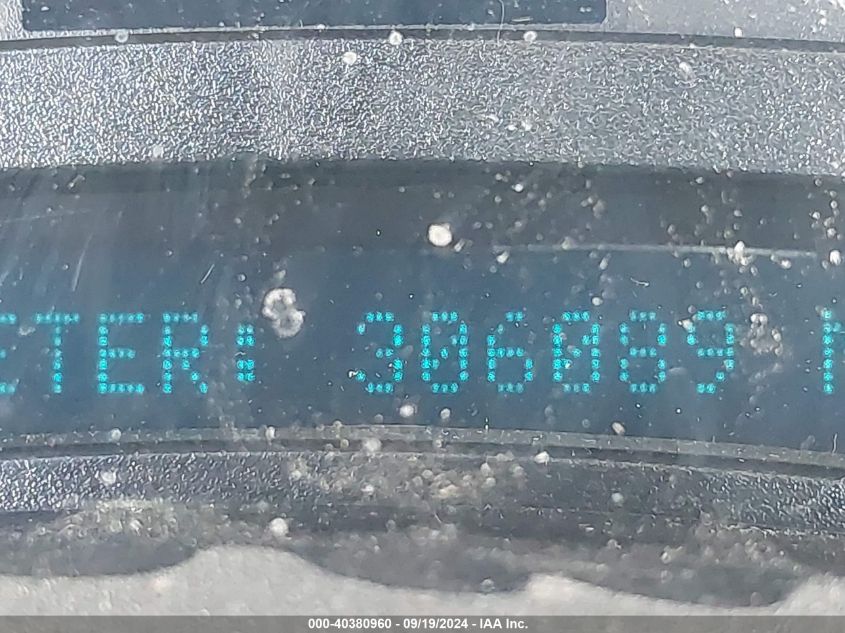 ETER: 306089 M
000-40380960 - 09/19/2024 - IAA Inc.